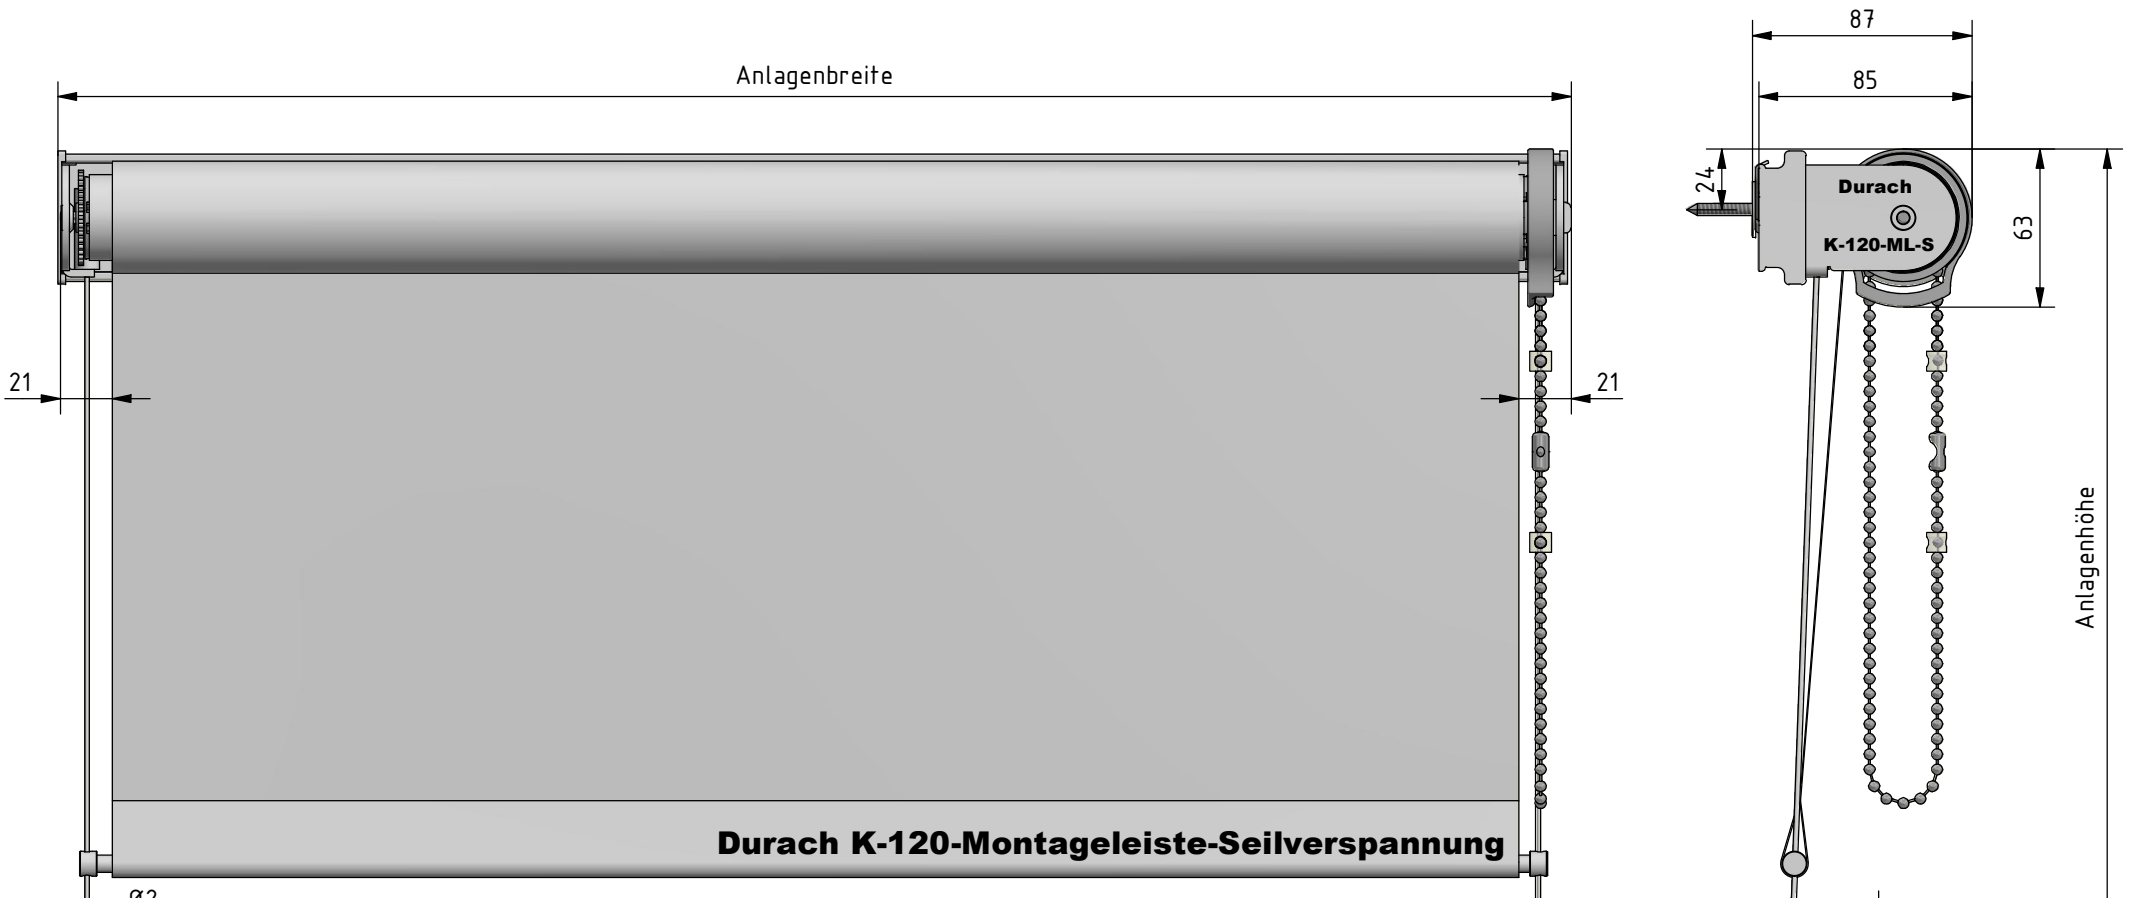 87
Anlagenbreite
85
24
Durach
63
K-120-ML-S
21
21
Anlagenhöhe
Durach K-120-Montageleiste-Seilverspannung